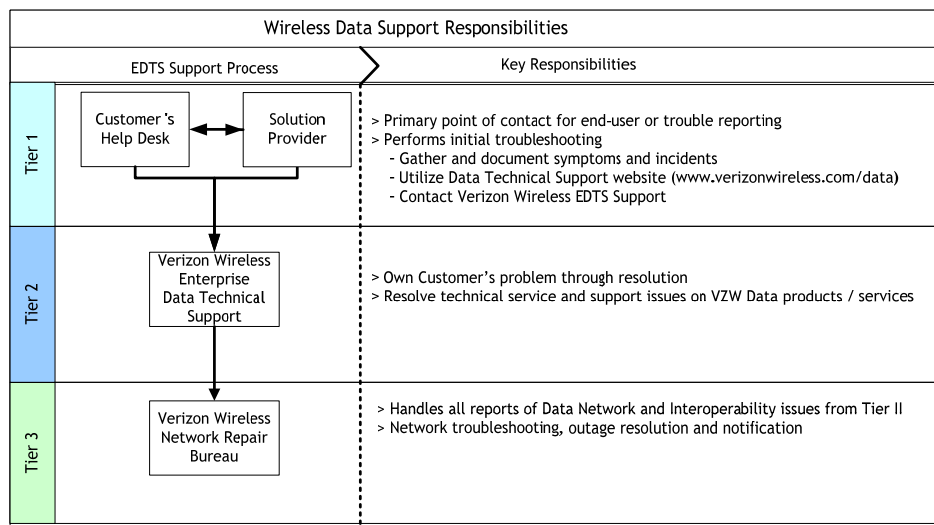 Wireless Data Support Responsibilities
EDTS Support Process
Key Responsibilities
Tier 1
Customer's
Help Desk
Solution
Provider
> Primary point of contact for end-user or trouble reporting
> Performs initial troubleshooting
- Gather and document symptoms and incidents
- Utilize Data Technical Support website (www.verizonwireless.com/data)
- Contact Verizon Wireless EDTS Support
Tier 2
Verizon Wireless
Enterprise
Data Technical
Support
> Own Customer’s problem through resolution
> Resolve technical service and support issues on VZW Data products / services
Tier 3
Verizon Wireless
Network Repair
Bureau
> Handles all reports of Data Network and Interoperability issues from Tier II
> Network troubleshooting, outage resolution and notification